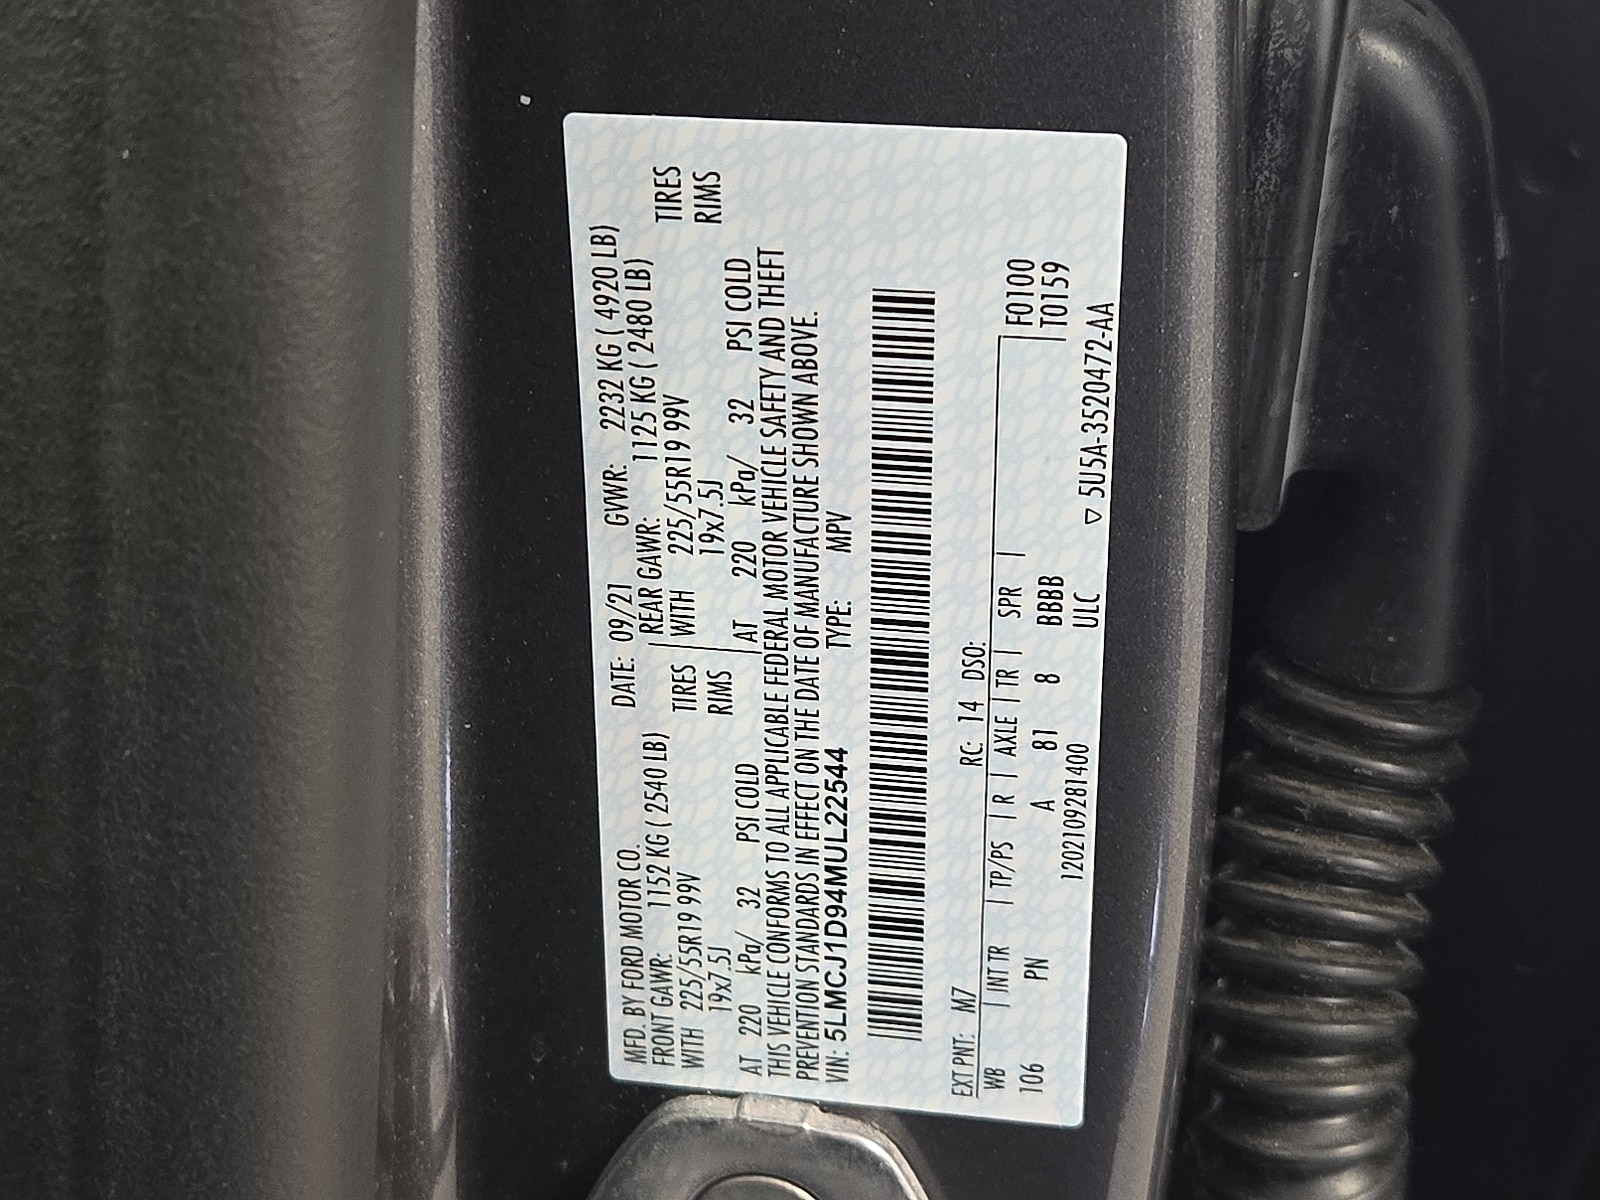 MFD. BY FORD MOTOR CO. DATE: 09/21 GVWR: 2232 KG ( 4920 LB)
FRONT GAWR: 1152 KG ( 2540 LB) REAR GAWR: 1125 KG ( 2480 LB)
WITH 225/55R19 99V TIRES WITH 225/55R19 99V TIRES
19x7.5J RIMS 19x7.5J RIMS
AT 220 kPa/ 32 PSI COLD AT 220 kPa/ 32 PSI COLD
THIS VEHICLE CONFORMS TO ALL APPLICABLE FEDERAL MOTOR VEHICLE SAFETY AND THEFT
PREVENTION STANDARDS IN EFFECT ON THE DATE OF MANUFACTURE SHOWN ABOVE.
VIN: 5LMCJ1D94MUL22544 TYPE: MPV
EXT PNT: M7 RC: 14 DSO:
WB | INT TR | TP/PS | R | AXLE | TR | SPR | F0100
106 PN A 81 8 BBBB T0159
1202109281400 ULC
▽ 5U5A-3520472-AA